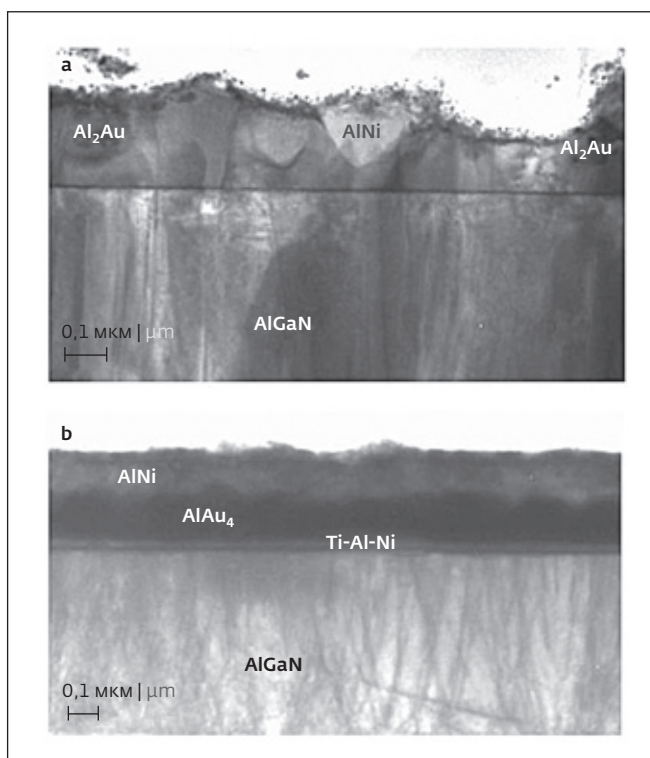 a
Al₂Au
AlNi
Al₂Au
AlGaN
0,1 мкм | μm
b
AlNi
AlAu₄
Ti-Al-Ni
AlGaN
0,1 мкм | μm